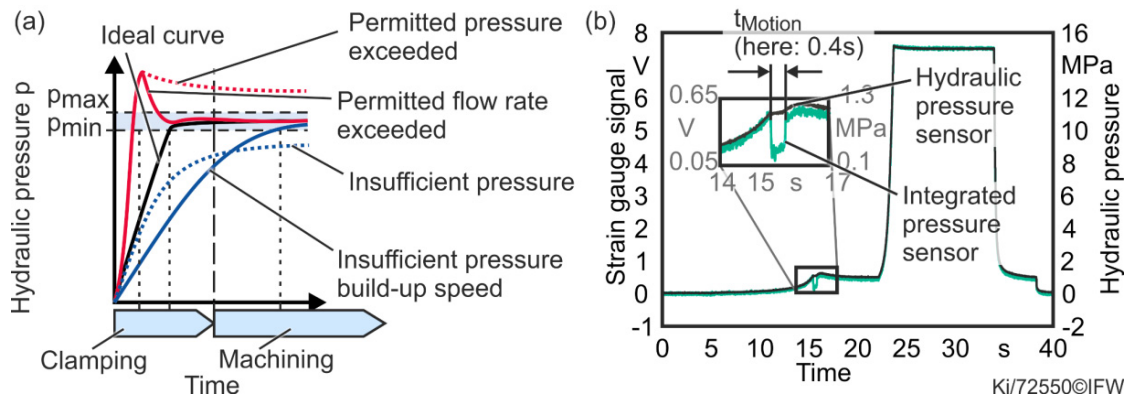 (a)
Ideal curve
Permitted pressure
exceeded
Hydraulic pressure p
pmax
pmin
Permitted flow rate
exceeded
Insufficient pressure
Insufficient pressure
build-up speed
Clamping
Machining
Time
(b)
tMotion
(here: 0.4s)
8
V
6
5
4
3
2
1
0
-1
Strain gauge signal
0.65
V
0.05
14 15 s 17
1.3
MPa
0.1
Hydraulic
pressure
sensor
Integrated
pressure
sensor
16
MPa
12
10
8
6
4
2
0
-2
Hydraulic pressure
0 5 10 15 20 25 30 s 40
Time
Ki/72550©IFW